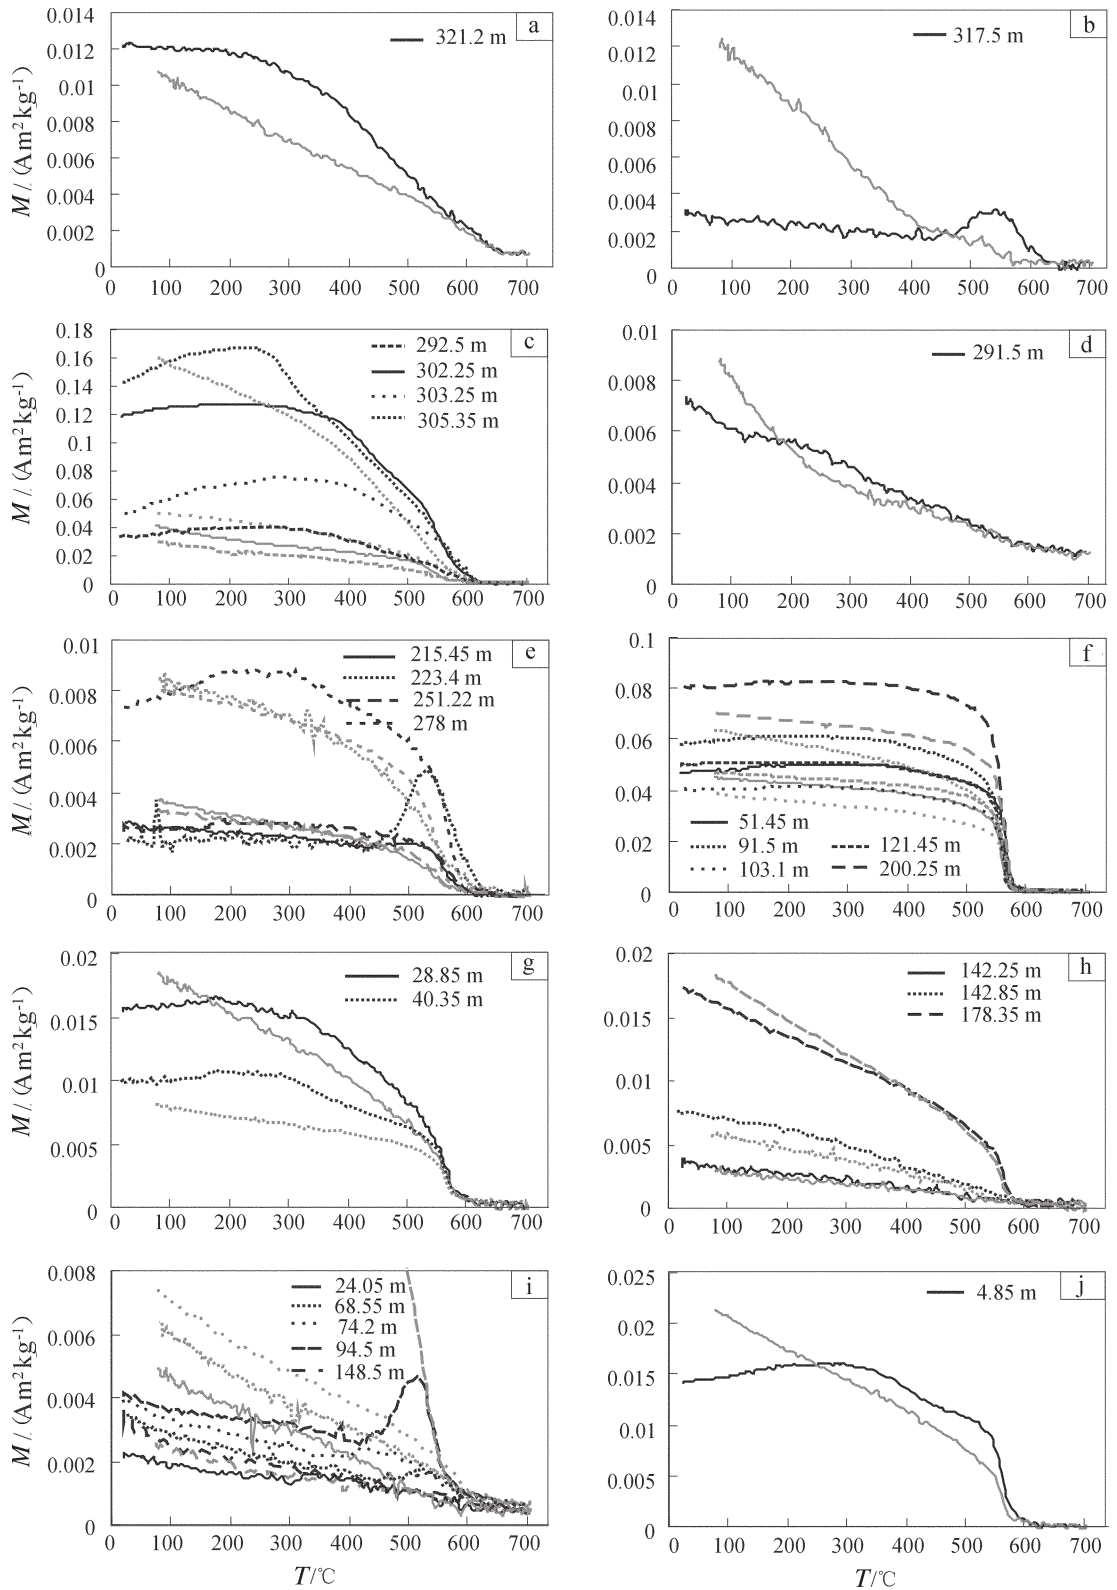 a
321.2 m
M/(Am²kg⁻¹)
0.014
0.012
0.01
0.008
0.006
0.004
0.002
0
0 100 200 300 400 500 600 700
b
317.5 m
M/(Am²kg⁻¹)
0.014
0.012
0.01
0.008
0.006
0.004
0.002
0
0 100 200 300 400 500 600 700
c
292.5 m
302.25 m
303.25 m
305.35 m
M/(Am²kg⁻¹)
0.18
0.16
0.14
0.12
0.1
0.08
0.06
0.04
0.02
0
0 100 200 300 400 500 600 700
d
291.5 m
M/(Am²kg⁻¹)
0.01
0.008
0.006
0.004
0.002
0
0 100 200 300 400 500 600 700
e
215.45 m
223.4 m
251.22 m
278 m
M/(Am²kg⁻¹)
0.01
0.008
0.006
0.004
0.002
0
0 100 200 300 400 500 600 700
f
51.45 m
91.5 m 121.45 m
103.1 m 200.25 m
M/(Am²kg⁻¹)
0.1
0.08
0.06
0.04
0.02
0
0 100 200 300 400 500 600 700
g
28.85 m
40.35 m
M/(Am²kg⁻¹)
0.02
0.015
0.01
0.005
0
0 100 200 300 400 500 600 700
h
142.25 m
142.85 m
178.35 m
M/(Am²kg⁻¹)
0.02
0.015
0.01
0.005
0
0 100 200 300 400 500 600 700
i
24.05 m
68.55 m
74.2 m
94.5 m
148.5 m
M/(Am²kg⁻¹)
0.008
0.006
0.004
0.002
0
0 100 200 300 400 500 600 700
T/℃
j
4.85 m
M/(Am²kg⁻¹)
0.025
0.02
0.015
0.01
0.005
0
0 100 200 300 400 500 600 700
T/℃